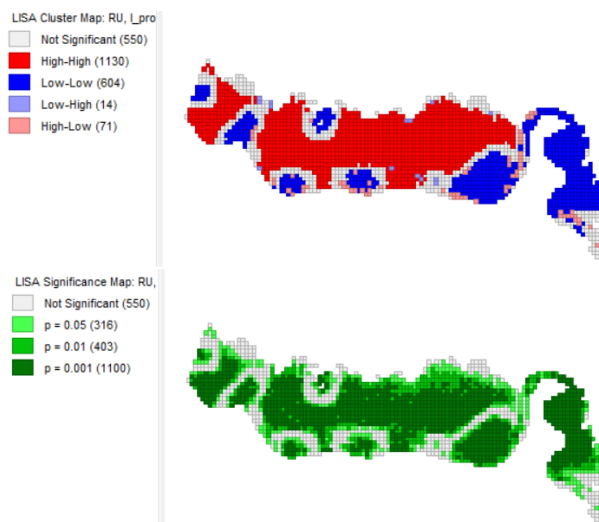 LISA Cluster Map: RU, I_pro
Not Significant (550)
High-High (1130)
Low-Low (604)
Low-High (14)
High-Low (71)
LISA Significance Map: RU,
Not Significant (550)
p = 0.05 (316)
p = 0.01 (403)
p = 0.001 (1100)